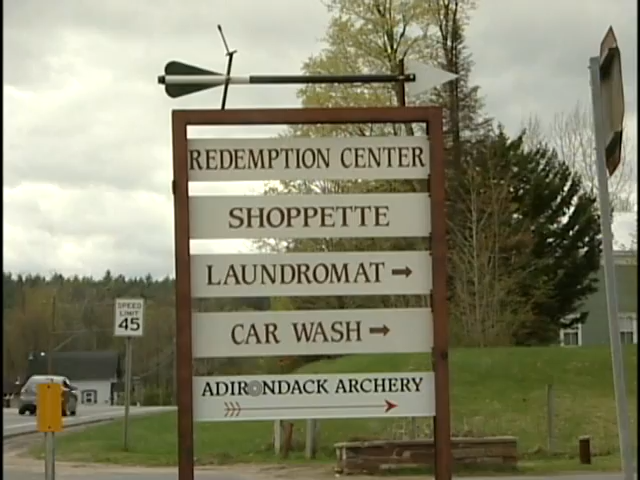 REDEMPTION CENTER
SHOPPETTE
LAUNDROMAT
CAR WASH
ADIRONDACK ARCHERY
SPEED
LIMIT
45